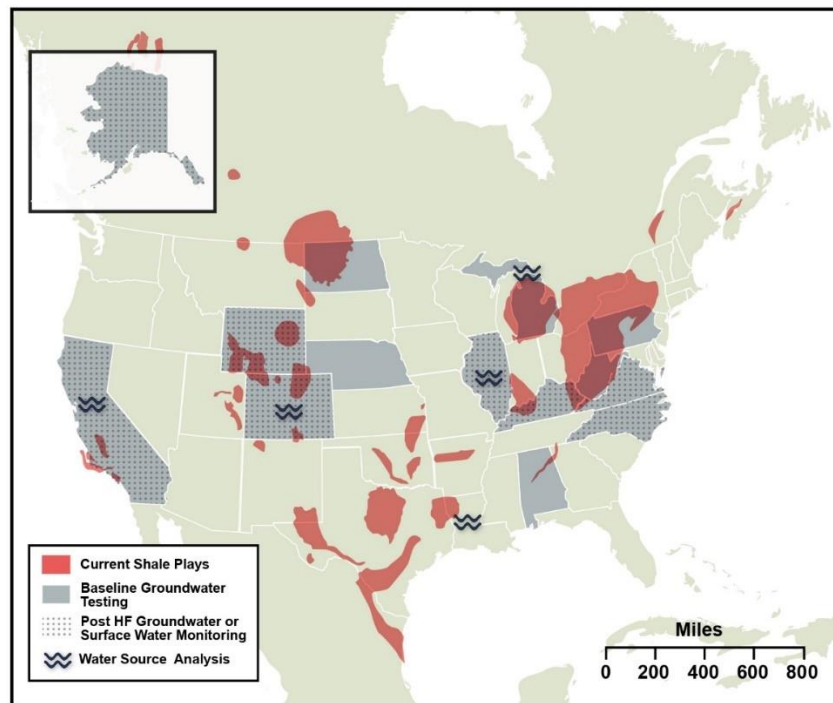 Current Shale Plays
Baseline Groundwater
Testing
Post HF Groundwater or
Surface Water Monitoring
Water Source Analysis
Miles
0 200 400 600 800